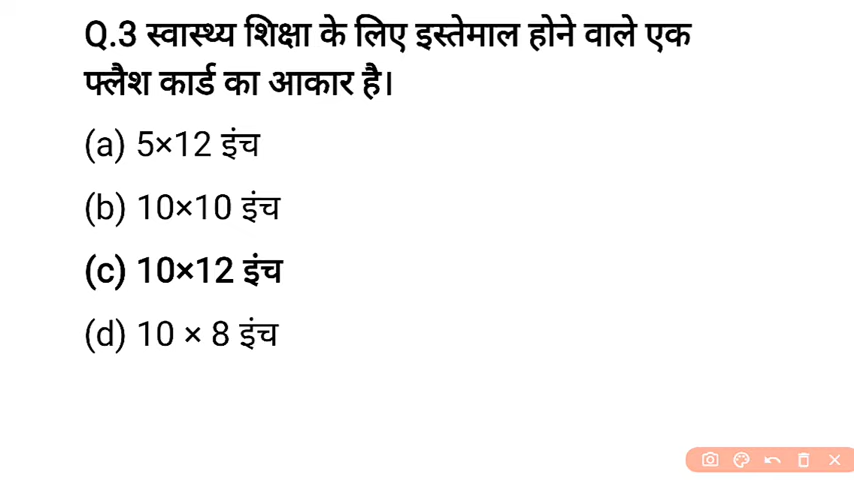 Q.3 स्वास्थ्य शिक्षा के लिए इस्तेमाल होने वाले एक
फ्लैश कार्ड का आकार है।
(a) 5×12 इंच
(b) 10×10 इंच
(c) 10×12 इंच
(d) 10 × 8 इंच